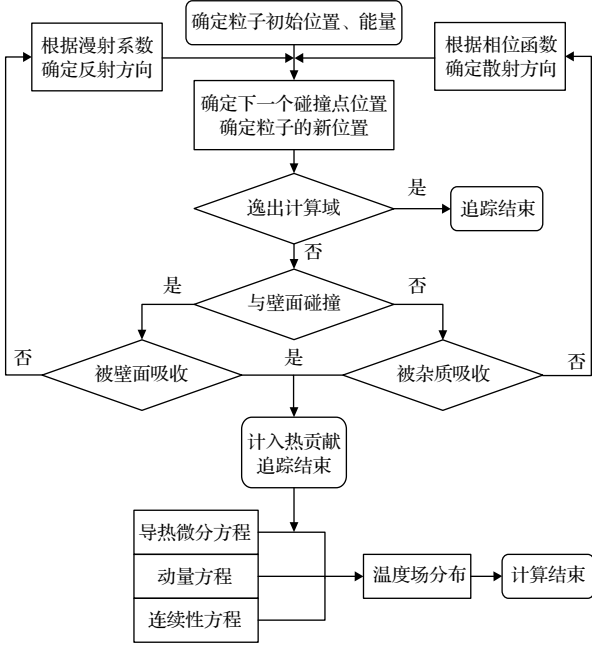 确定粒子初始位置、能量
根据漫射系数
确定反射方向
根据相位函数
确定散射方向
确定下一个碰撞点位置
确定粒子的新位置
逸出计算域
是
追踪结束
否
与壁面碰撞
是
否
被壁面吸收
否
是
被杂质吸收
否
计入热贡献
追踪结束
导热微分方程
动量方程
连续性方程
温度场分布
计算结束